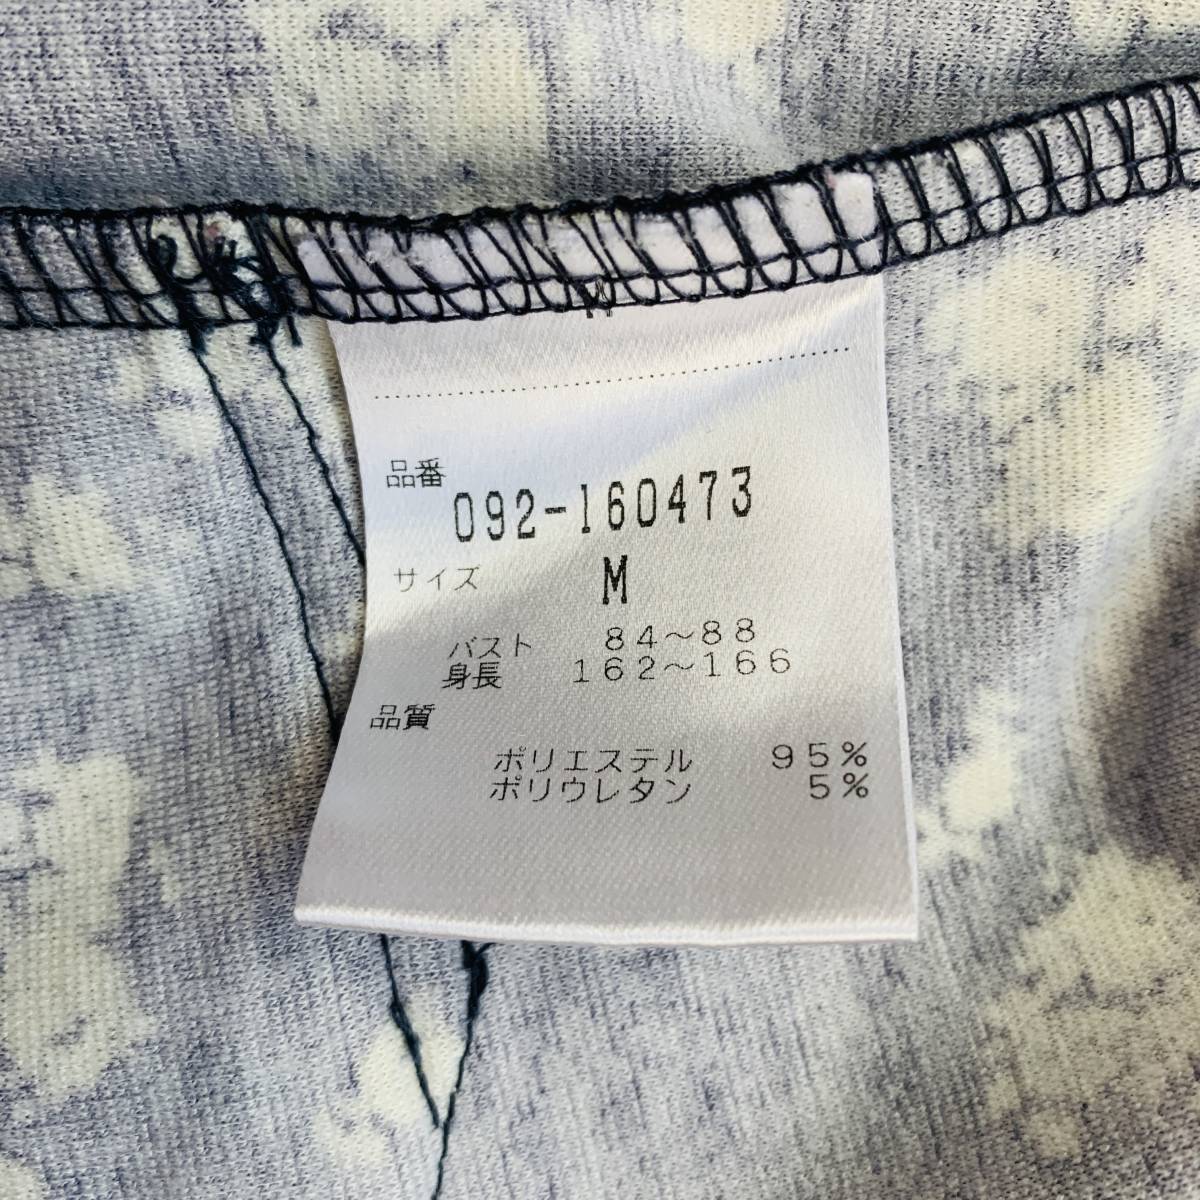 品番
092-160473
サイズ M
バスト 84～88
身長 162～166
品質
ポリエステル 95%
ポリウレタン 5%